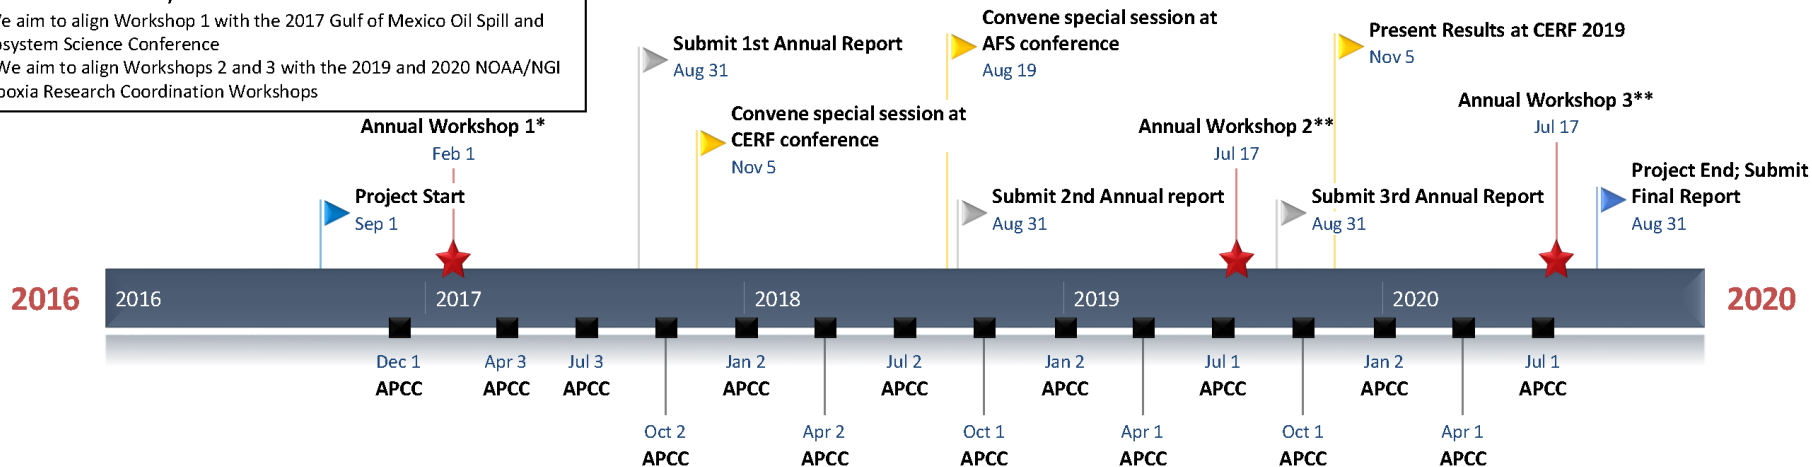 We aim to align Workshop 1 with the 2017 Gulf of Mexico Oil Spill and
System Science Conference
We aim to align Workshops 2 and 3 with the 2019 and 2020 NOAA/NGI
Research Coordination Workshops
Submit 1st Annual Report
Aug 31
Convene special session at
AFS conference
Aug 19
Present Results at CERF 2019
Nov 5
Annual Workshop 1*
Feb 1
Convene special session at
CERF conference
Nov 5
Annual Workshop 2**
Jul 17
Annual Workshop 3**
Jul 17
Project Start
Sep 1
Submit 2nd Annual report
Aug 31
Submit 3rd Annual Report
Aug 31
Project End; Submit
Final Report
Aug 31
2016
2016
2017
2018
2019
2020
2020
Dec 1
APCC
Apr 3
APCC
Jul 3
APCC
Jan 2
APCC
Jul 2
APCC
Jan 2
APCC
Jul 1
APCC
Jan 2
APCC
Jul 1
APCC
Oct 2
APCC
Apr 2
APCC
Oct 1
APCC
Apr 1
APCC
Oct 1
APCC
Apr 1
APCC